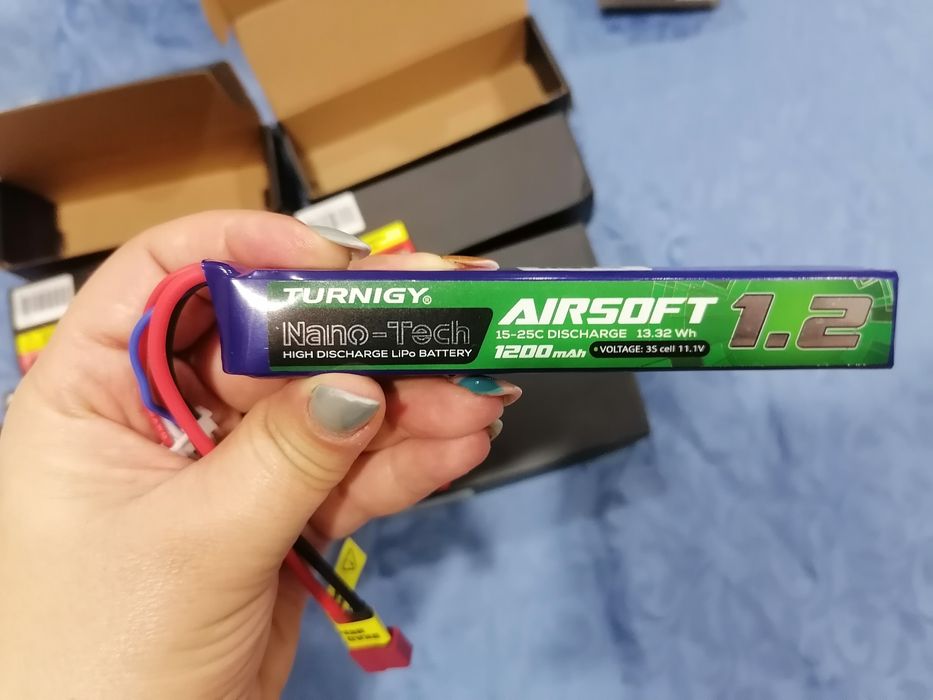 TURNIGY®
Nano-Tech
HIGH DISCHARGE LiPo BATTERY
AIRSOFT
15-25C DISCHARGE 13.32 Wh
1200mAh • VOLTAGE: 3S cell 11.1V
1.2